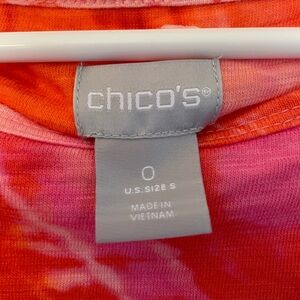 chico's®
0
U.S. SIZE S
MADE IN
VIETNAM